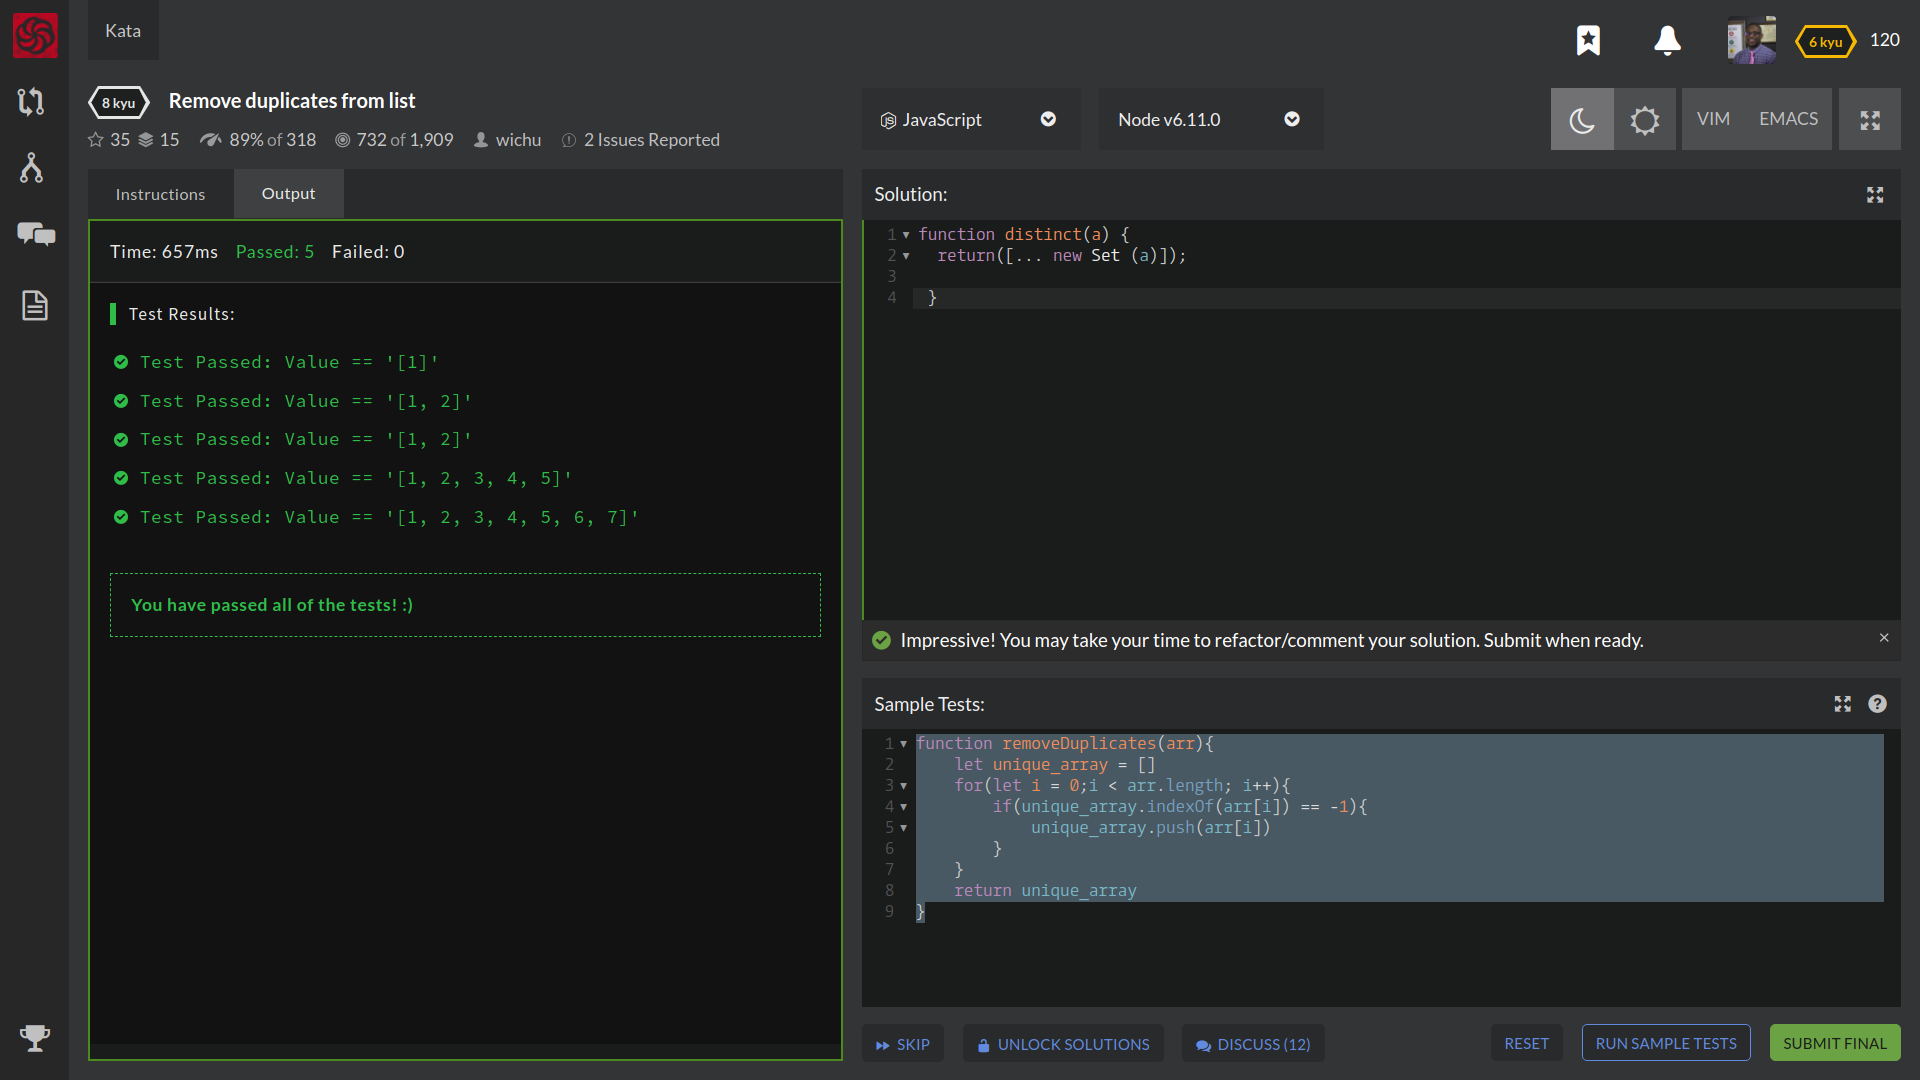 Kata
6 kyu
120
8 kyu
Remove duplicates from list
35 15 89% of 318 732 of 1,909 wichu 2 Issues Reported
JavaScript
Node v6.11.0
VIM
EMACS
Instructions
Output
Time: 657ms Passed: 5 Failed: 0
Test Results:
Test Passed: Value == '[1]'
Test Passed: Value == '[1, 2]'
Test Passed: Value == '[1, 2]'
Test Passed: Value == '[1, 2, 3, 4, 5]'
Test Passed: Value == '[1, 2, 3, 4, 5, 6, 7]'
You have passed all of the tests! :)
Solution:
1 function distinct(a) {
2 return([... new Set (a)]);
3
4 }
Impressive! You may take your time to refactor/comment your solution. Submit when ready.
Sample Tests:
1 function removeDuplicates(arr){
2 let unique_array = []
3 for(let i = 0;i < arr.length; i++){
4 if(unique_array.indexOf(arr[i]) == -1){
5 unique_array.push(arr[i])
6 }
7 }
8 return unique_array
9 }
SKIP
UNLOCK SOLUTIONS
DISCUSS (12)
RESET
RUN SAMPLE TESTS
SUBMIT FINAL